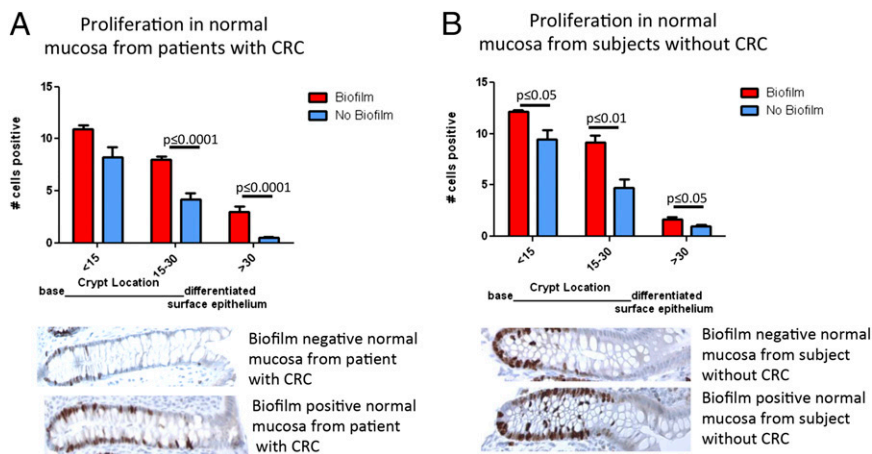 A
Proliferation in normal
mucosa from patients with CRC
15
10
5
0
# cells positive
Biofilm
No Biofilm
p≤0.0001
p≤0.0001
<15
15-30
>30
Crypt Location
base
differentiated
surface epithelium
Biofilm negative normal
mucosa from patient
with CRC
Biofilm positive normal
mucosa from patient
with CRC
B
Proliferation in normal
mucosa from subjects without CRC
15
10
5
0
# cells positive
Biofilm
No Biofilm
p≤0.05
p≤0.01
p≤0.05
<15
15-30
>30
Crypt Location
base
differentiated
surface epithelium
Biofilm negative normal
mucosa from subject
without CRC
Biofilm positive normal
mucosa from subject
without CRC